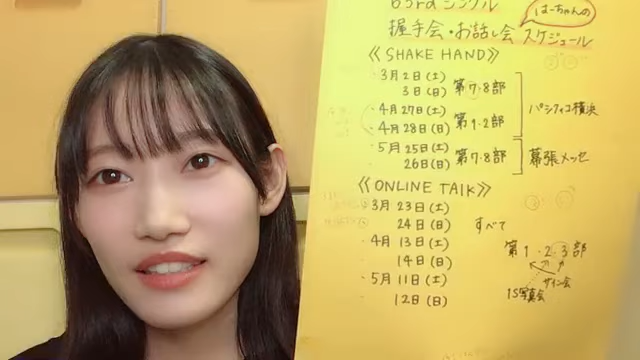 63rdシングル
握手会・お話し会 スケジュール
はーちゃんの
《SHAKE HAND》
・3月2日(土)
3日(日) 第7・8部
・4月27日(土)
・4月28日(日) 第1・2部
パシフィコ横浜
・5月25日(土)
26日(日) 第7・8部
幕張メッセ
《ONLINE TALK》
・3月23日(土)
24日(日) すべて
・4月13日(土)
14日(日)
第1・2・3部
・5月11日(土)
・12日(日)
サイン会
1S写真会